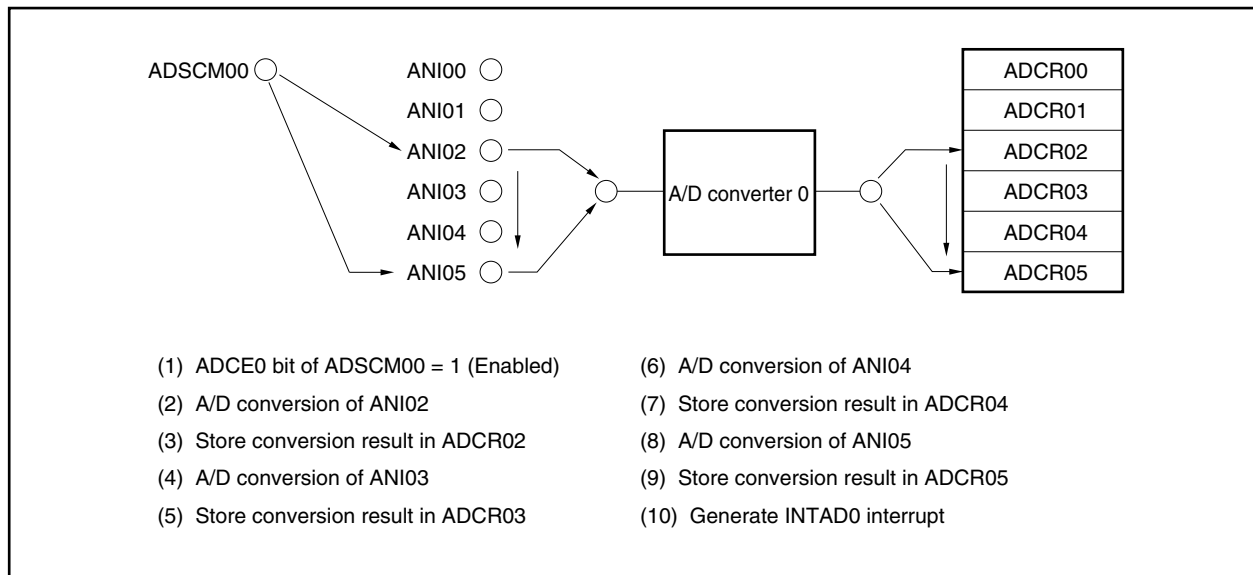 ADSCM00
ANI00
ANI01
ANI02
ANI03
ANI04
ANI05
A/D converter 0
ADCR00
ADCR01
ADCR02
ADCR03
ADCR04
ADCR05
(1) ADCE0 bit of ADSCM00 = 1 (Enabled)
(2) A/D conversion of ANI02
(3) Store conversion result in ADCR02
(4) A/D conversion of ANI03
(5) Store conversion result in ADCR03
(6) A/D conversion of ANI04
(7) Store conversion result in ADCR04
(8) A/D conversion of ANI05
(9) Store conversion result in ADCR05
(10) Generate INTAD0 interrupt